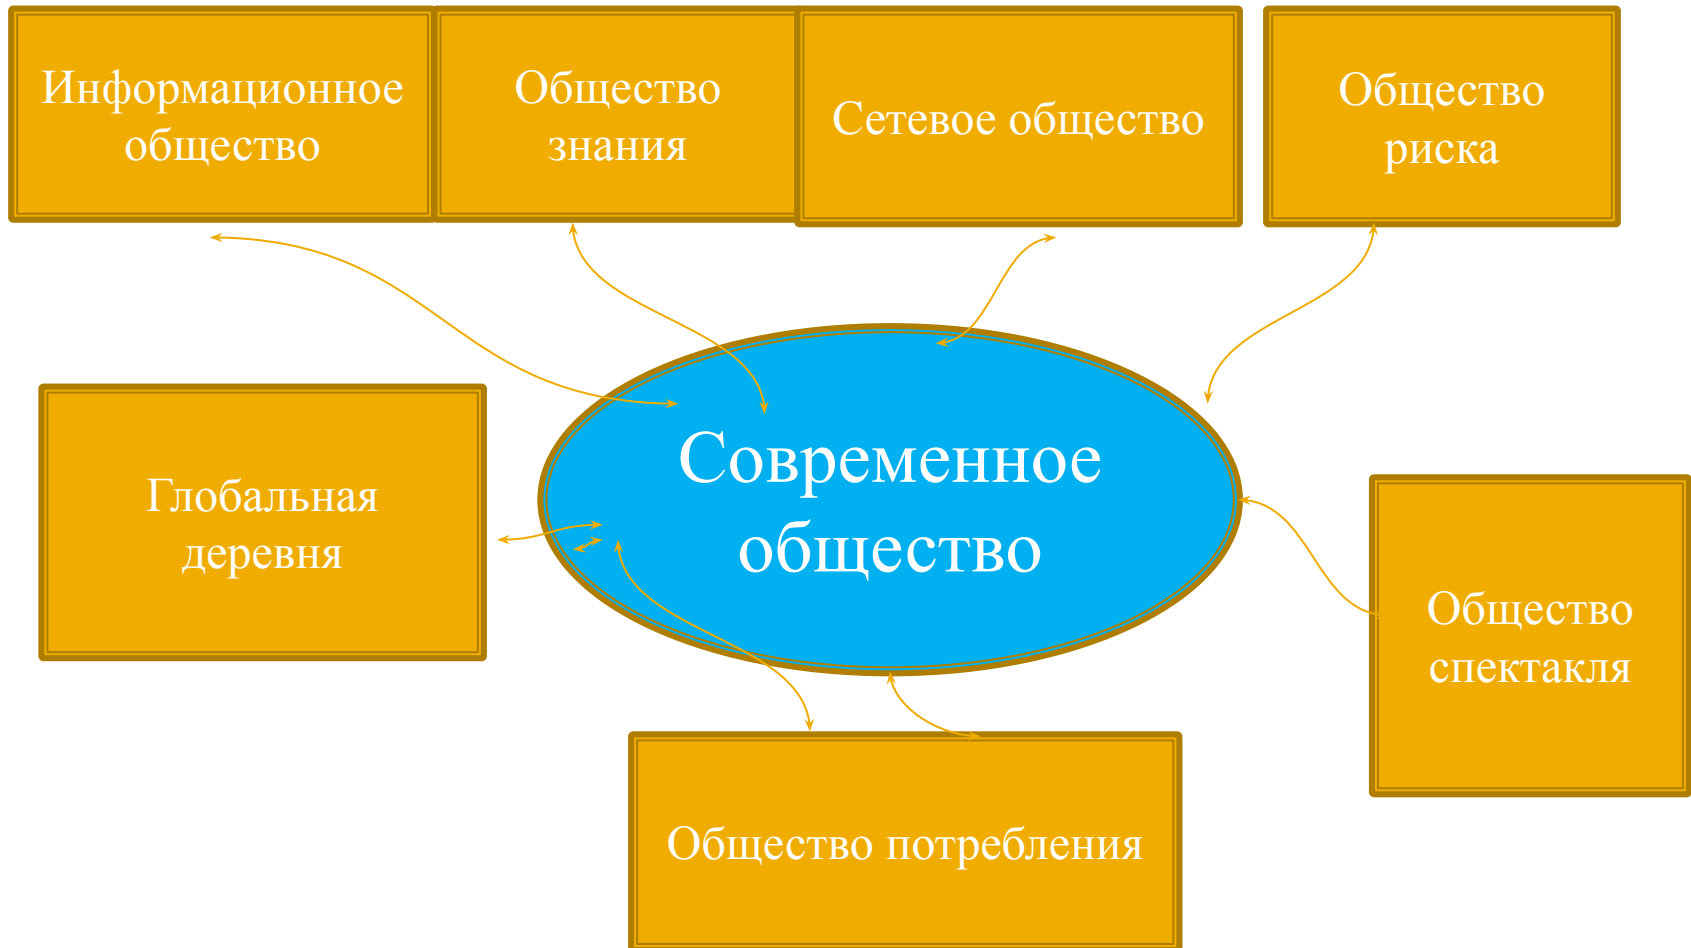 Информационное
общество
Общество
знания
Сетевое общество
Общество
риска
Современное
общество
Глобальная
деревня
Общество
спектакля
Общество потребления